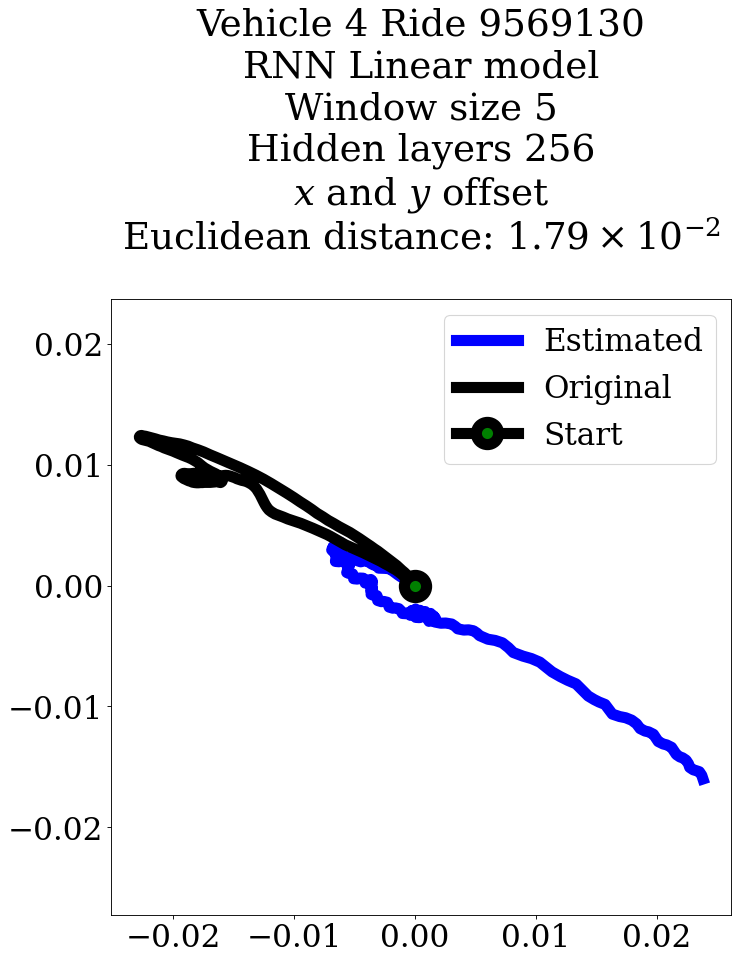 Vehicle 4 Ride 9569130
RNN Linear model
Window size 5
Hidden layers 256
x and y offset
Euclidean distance: 1.79 × 10⁻²
Estimated
Original
Start
0.02
0.01
0.00
−0.01
−0.02
−0.02 −0.01 0.00 0.01 0.02